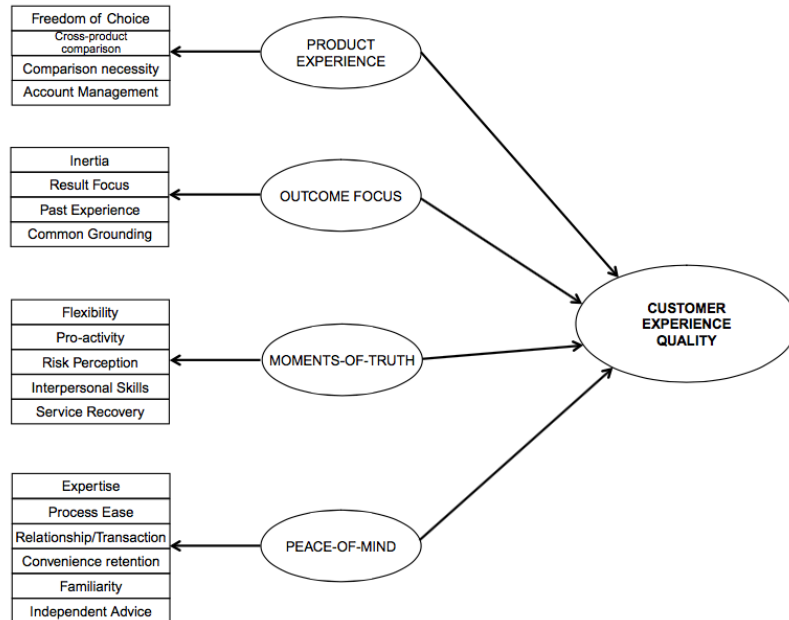 Freedom of Choice
Cross-product
comparison
Comparison necessity
Account Management
PRODUCT
EXPERIENCE
Inertia
Result Focus
Past Experience
Common Grounding
OUTCOME FOCUS
CUSTOMER
EXPERIENCE
QUALITY
Flexibility
Pro-activity
Risk Perception
Interpersonal Skills
Service Recovery
MOMENTS-OF-TRUTH
Expertise
Process Ease
Relationship/Transaction
Convenience retention
Familiarity
Independent Advice
PEACE-OF-MIND